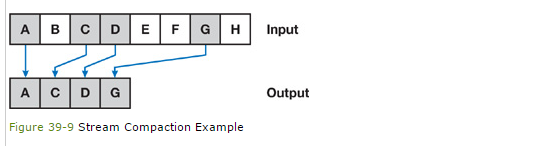 A B C D E F G H Input
A C D G Output
Figure 39-9 Stream Compaction Example